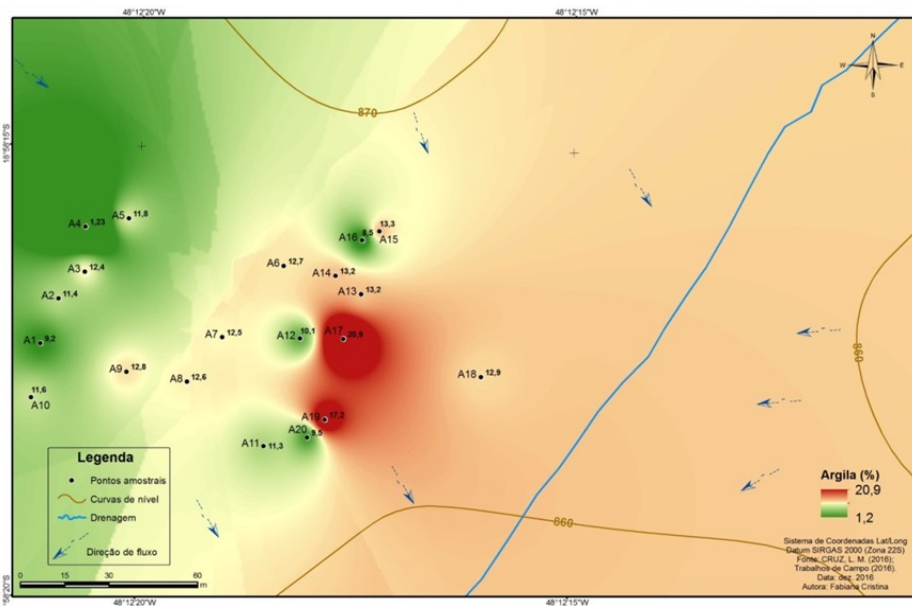 48°12'20"W
48°12'15"W
N
W
E
S
870
18°58'15"S
A5 11,8
A4 1,23
13,3
A16 8,5
A15
A3 12,4
A6 12,7
A14 13,2
A2 11,4
A13 13,2
A1 9,2
A7 12,5
A12 10,1
A17
860
A9 12,8
A8 12,6
A18 12,9
11,6
A10
A19 17,2
A20 9,5
A11 11,3
Legenda
Pontos amostrais
Curvas de nível
Drenagem
Direção de fluxo
Argila (%)
20,9
1,2
860
Sistema de Coordenadas Lat/Long
Datum SIRGAS 2000 (Zona 22S)
Fonte: CRUZ, L. M. (2016);
Trabalhos de Campo (2016).
Data: dez. 2016
Autora: Fabiana Cristina
0 15 30 60
m
58'20"S
48°12'20"W
48°12'15"W